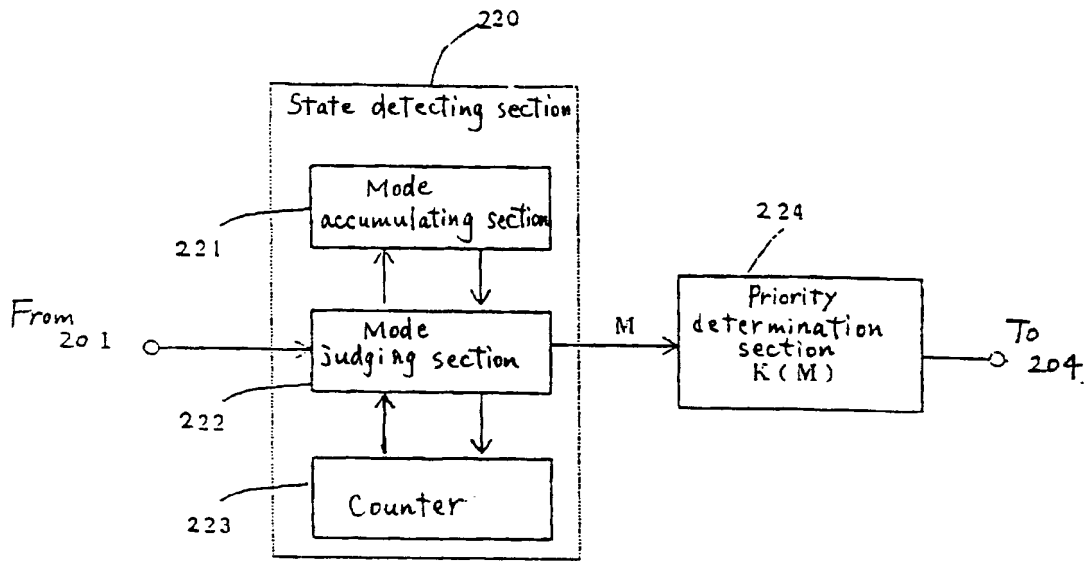 220
State detecting section
Mode
accumulating section
221
224
From
201
Mode
judging section
222
M
Priority
determination
section
K(M)
To
204
Counter
223